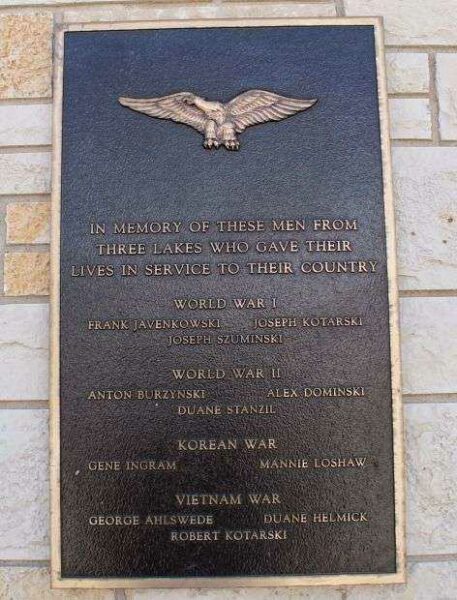 IN MEMORY OF THESE MEN FROM
THREE LAKES WHO GAVE THEIR
LIVES IN SERVICE TO THEIR COUNTRY
WORLD WAR I
FRANK JAVENKOWSKI JOSEPH KOTARSKI
JOSEPH SZUMINSKI
WORLD WAR II
ANTON BURZYNSKI ALEX DOMINSKI
DUANE STANZIL
KOREAN WAR
GENE INGRAM MANNIE LOSHAW
VIETNAM WAR
GEORGE AHLSWEDE DUANE HELMICK
ROBERT KOTARSKI